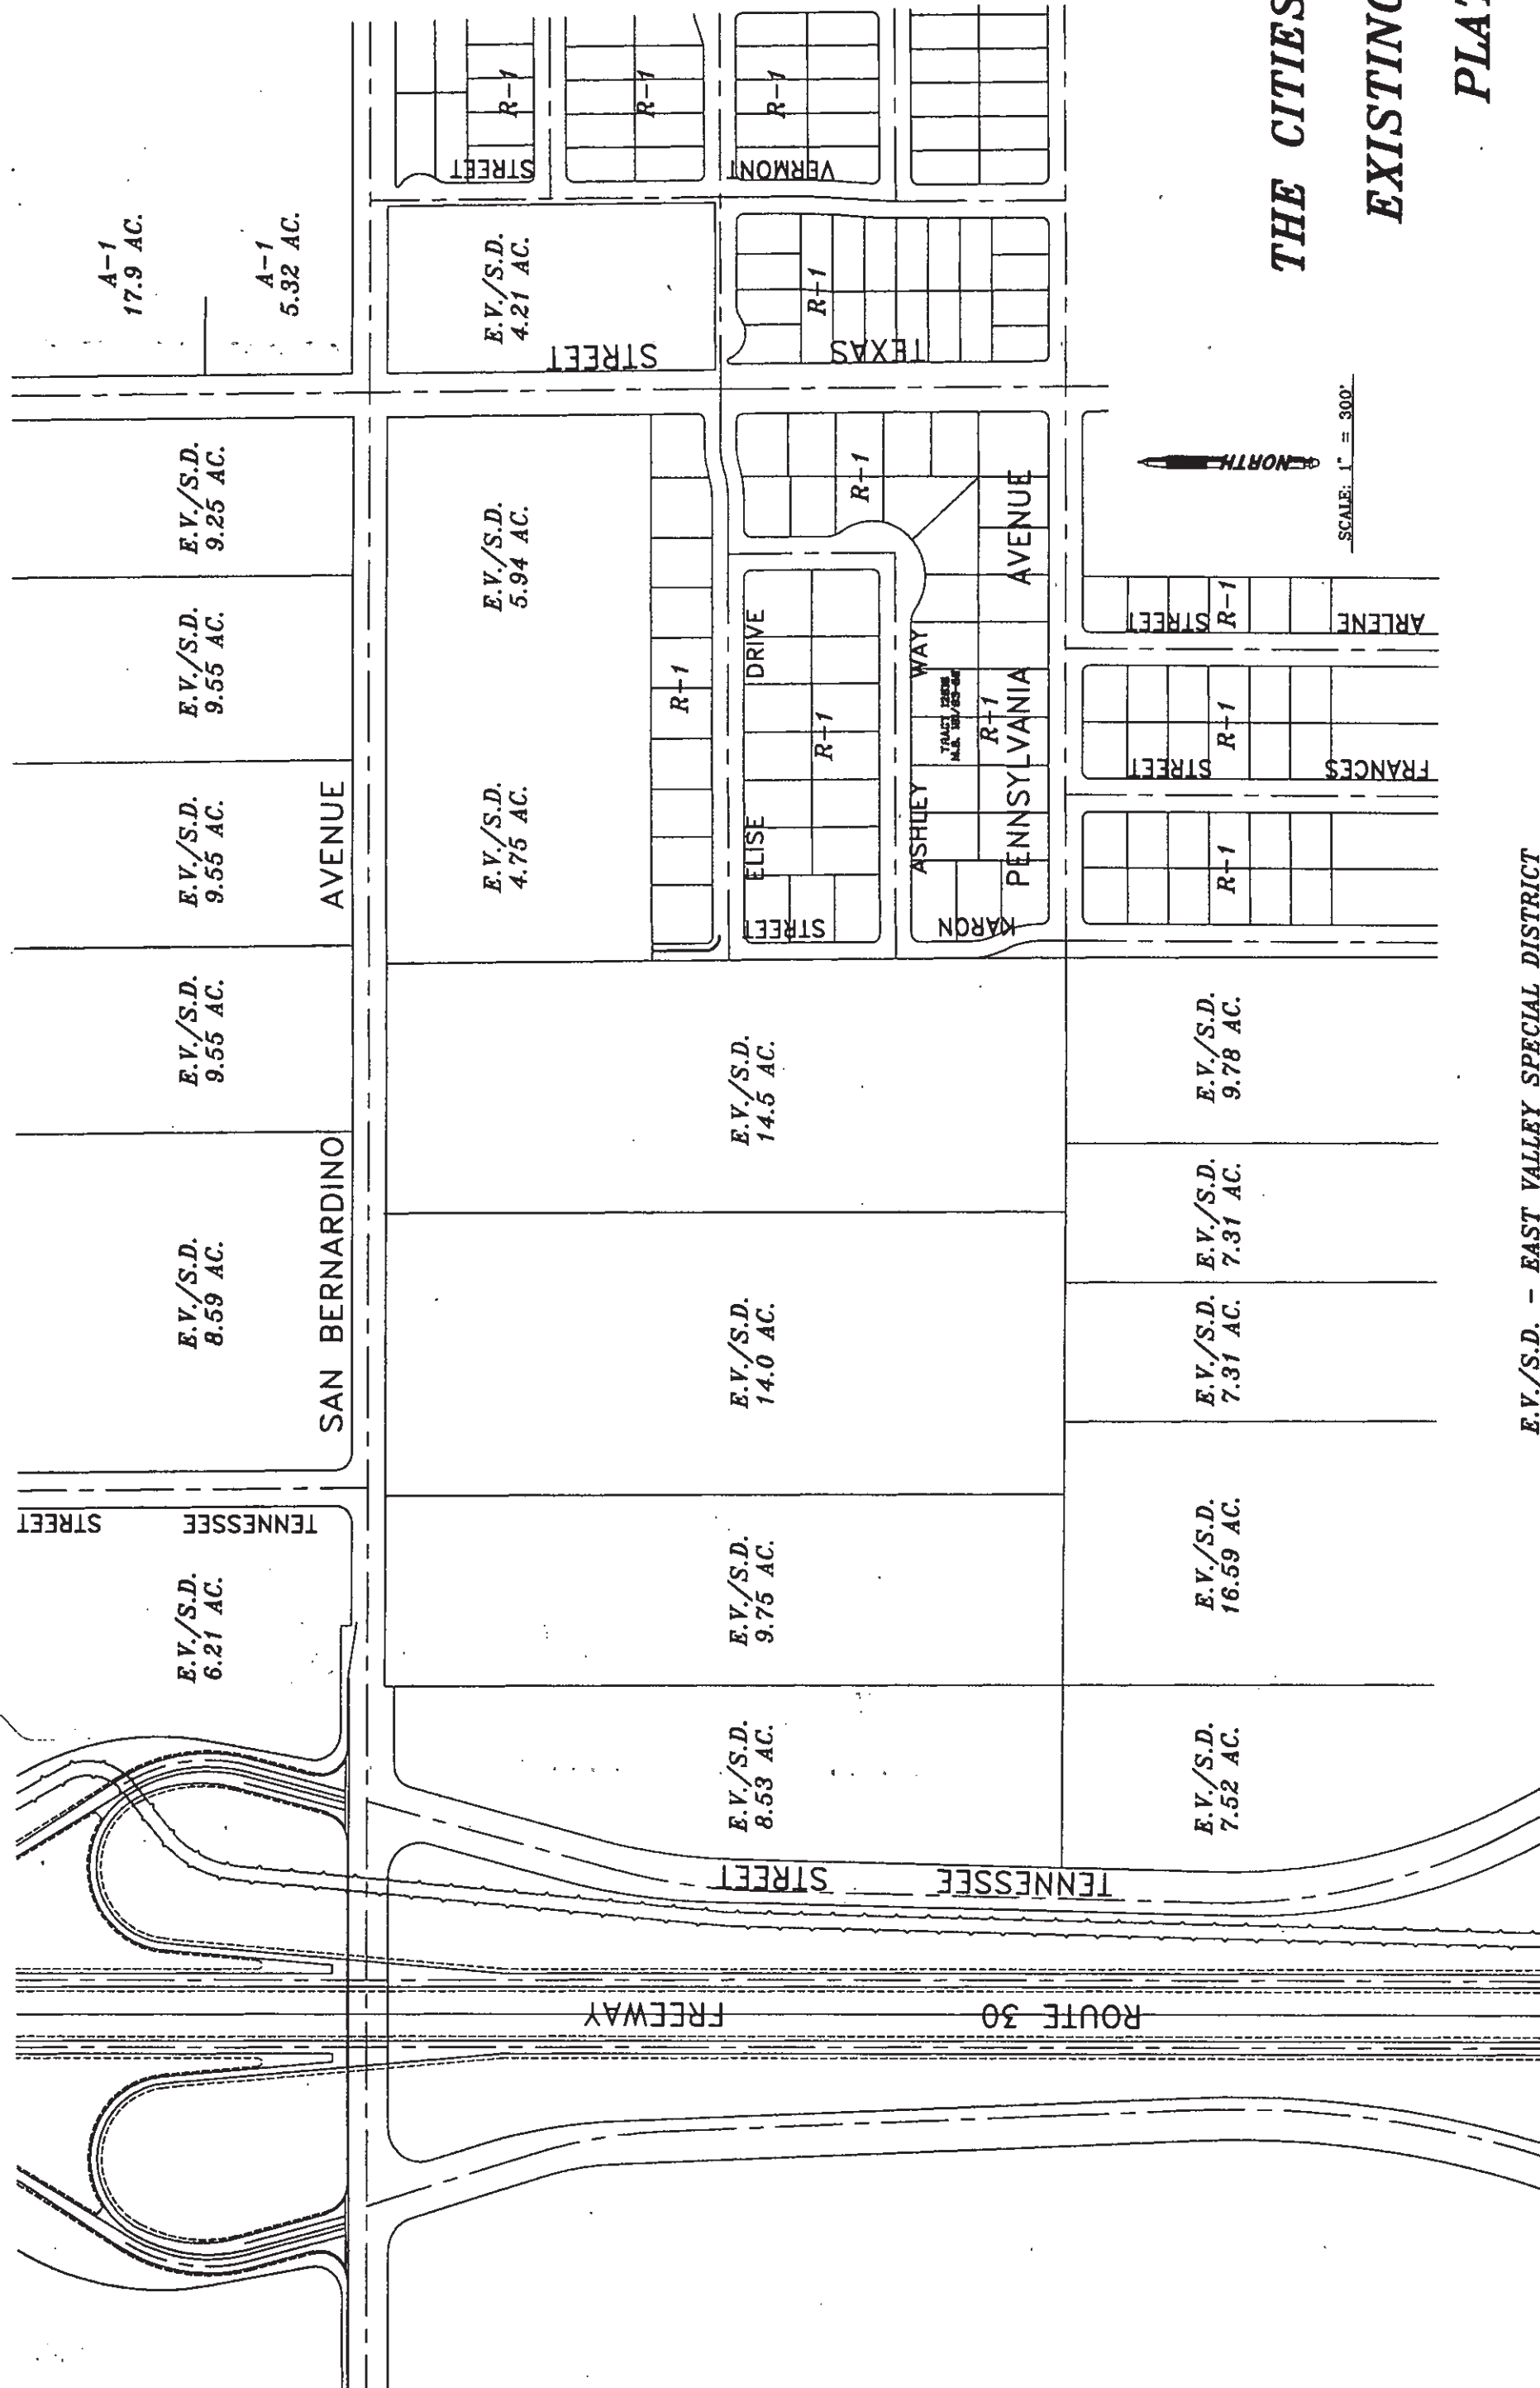 A-1
17.9 AC.
A-1
5.32 AC.
E.V./S.D.
6.21 AC.
TENNESSEE STREET
E.V./S.D.
8.59 AC.
E.V./S.D.
9.55 AC.
E.V./S.D.
9.55 AC.
E.V./S.D.
9.55 AC.
E.V./S.D.
9.25 AC.
SAN BERNARDINO AVENUE
E.V./S.D.
4.75 AC.
E.V./S.D.
5.94 AC.
E.V./S.D.
4.21 AC.
TEXAS STREET
VERMONT STREET
R-1
R-1
R-1
R-1
R-1
ELISE DRIVE
R-1
R-1
KARON STREET
ASHLEY WAY
TRACT
R-1
PENNSYLVANIA AVENUE
FREEWAY
ROUTE 30
TENNESSEE STREET
E.V./S.D.
8.53 AC.
E.V./S.D.
9.75 AC.
E.V./S.D.
14.0 AC.
E.V./S.D.
14.5 AC.
E.V./S.D.
7.52 AC.
E.V./S.D.
16.59 AC.
E.V./S.D.
7.31 AC.
E.V./S.D.
7.31 AC.
E.V./S.D.
9.78 AC.
R-1
FRANCES STREET
R-1
ARLENE STREET
R-1
NORTH
SCALE: 1" = 300'
THE CITIES
EXISTING
PLAT
E.V./S.D. - EAST VALLEY SPECIAL DISTRICT